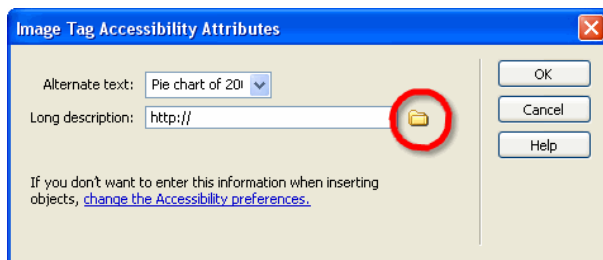 Image Tag Accessibility Attributes
Alternate text: Pie chart of 20
OK
Long description: http://
Cancel
Help
If you don't want to enter this information when inserting
objects, change the Accessibility preferences.